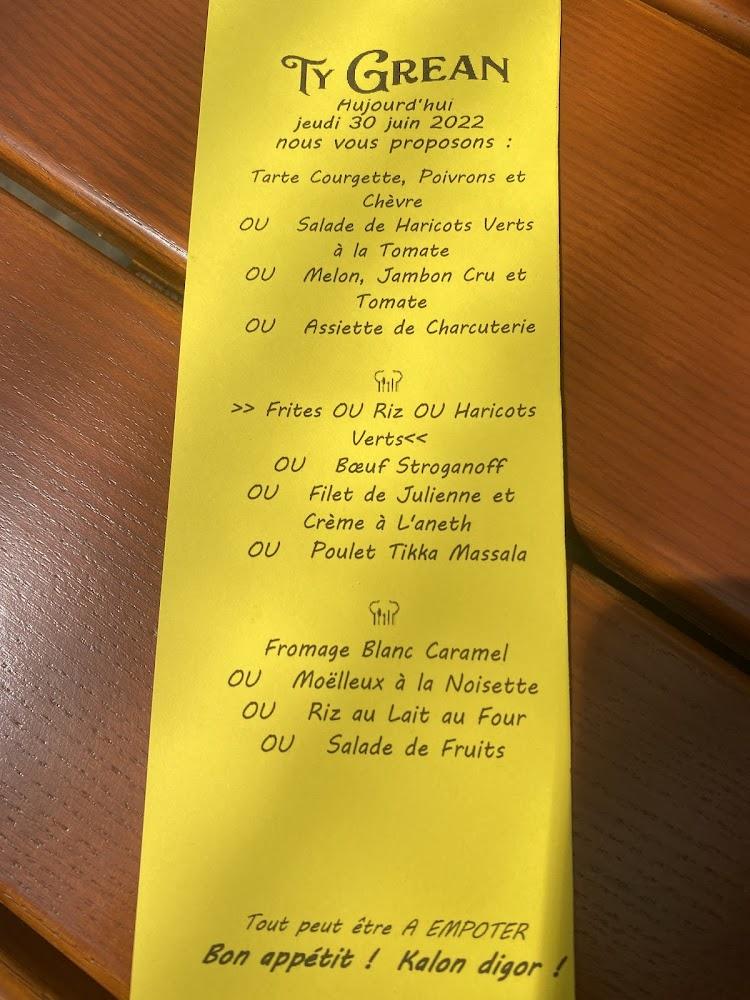 Ty Grean
Aujourd'hui
jeudi 30 juin 2022
nous vous proposons :
Tarte Courgette, Poivrons et
Chèvre
OU Salade de Haricots Verts
à la Tomate
OU Melon, Jambon Cru et
Tomate
OU Assiette de Charcuterie
>> Frites OU Riz OU Haricots
Verts<<
OU Bœuf Stroganoff
OU Filet de Julienne et
Crème à L'aneth
OU Poulet Tikka Massala
Fromage Blanc Caramel
OU Moëlleux à la Noisette
OU Riz au Lait au Four
OU Salade de Fruits
Tout peut être A EMPOTER
Bon appétit ! Kalon digor !